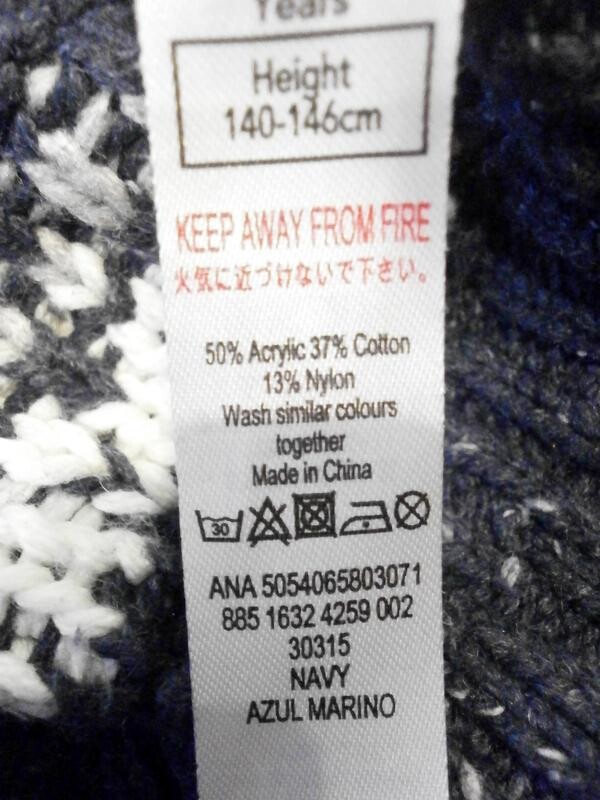 Years
Height
140-146cm
KEEP AWAY FROM FIRE
火気に近づけないで下さい。
50% Acrylic 37% Cotton
13% Nylon
Wash similar colours
together
Made in China
30
ANA 5054065803071
885 1632 4259 002
30315
NAVY
AZUL MARINO